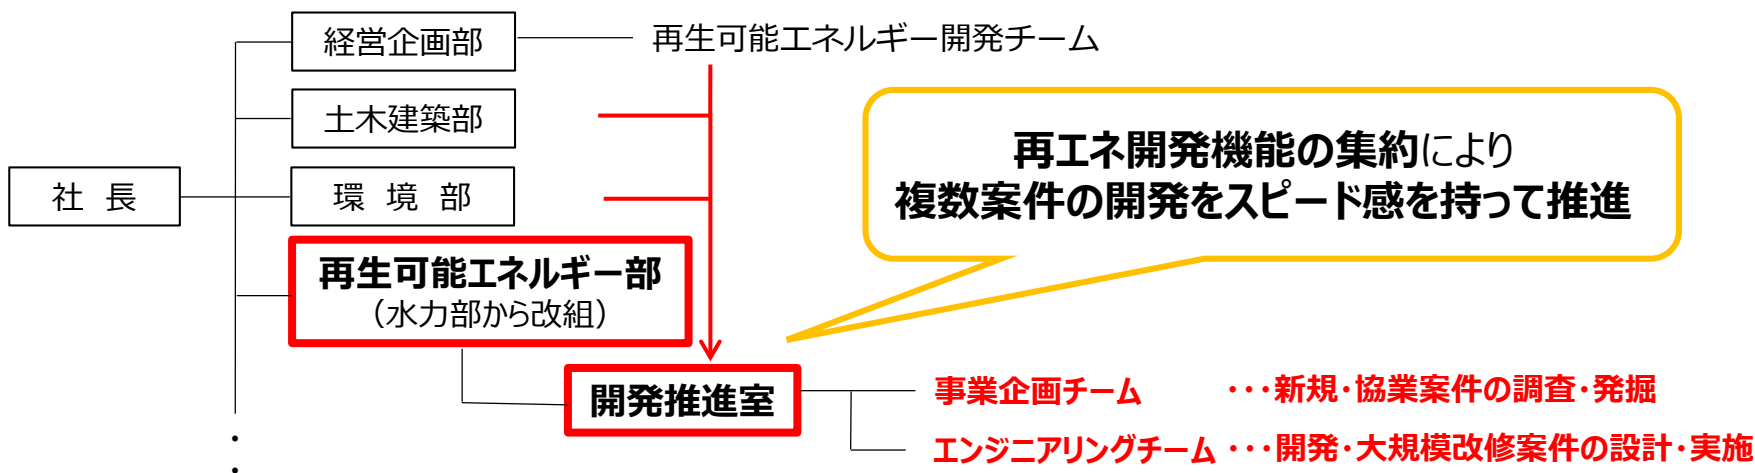 経営企画部
再生可能エネルギー開発チーム
土木建築部
再エネ開発機能の集約により
複数案件の開発をスピード感を持って推進
社 長
環 境 部
再生可能エネルギー部
（水力部から改組）
開発推進室
事業企画チーム ・・・新規・協業案件の調査・発掘
エンジニアリングチーム ・・・開発・大規模改修案件の設計・実施